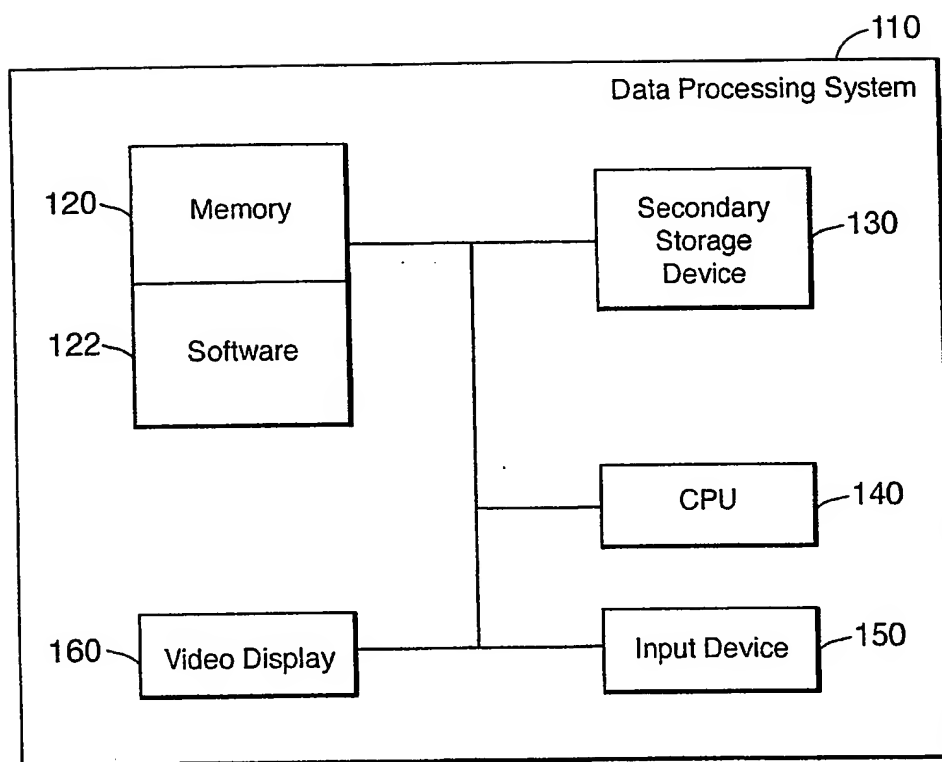 110
Data Processing System
120
Memory
Secondary
Storage
Device
130
122
Software
CPU
140
160
Video Display
Input Device
150